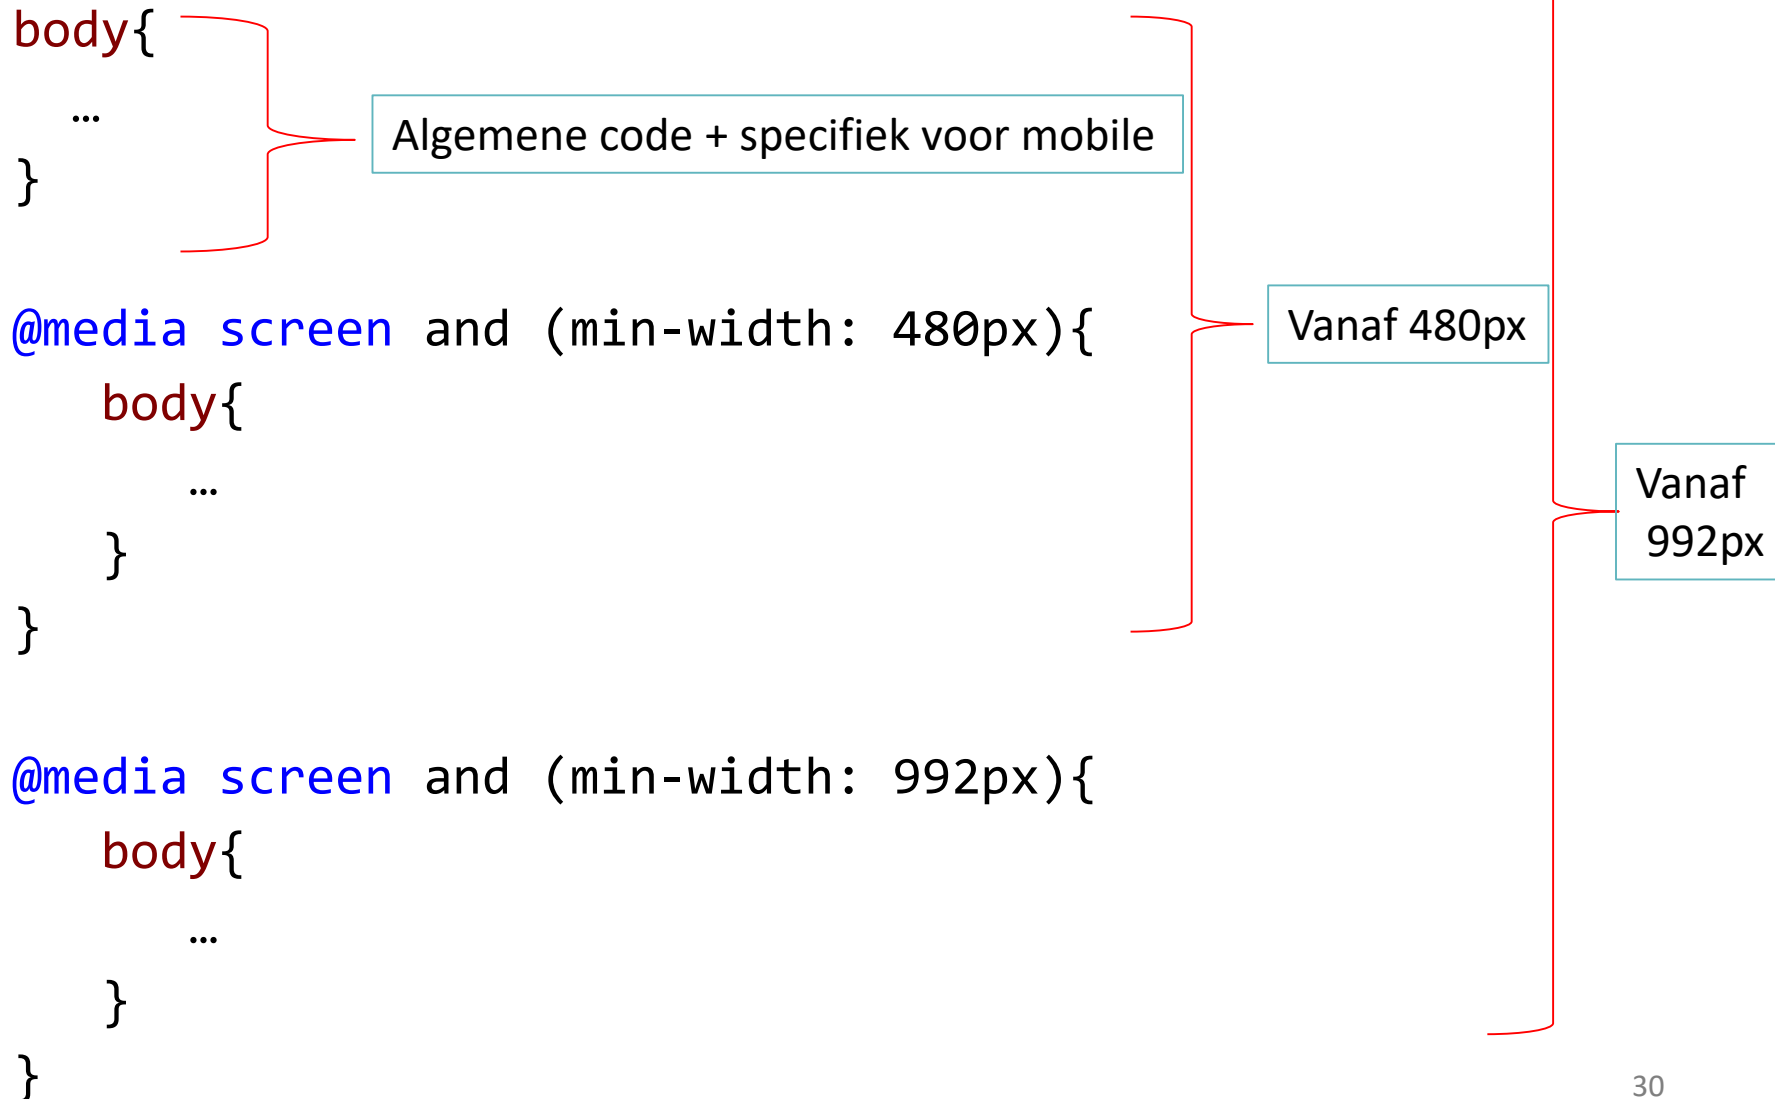 body{
…
}
Algemene code + specifiek voor mobile
@media screen and (min-width: 480px){
body{
…
}
}
Vanaf 480px
@media screen and (min-width: 992px){
body{
…
}
}
Vanaf
992px
30